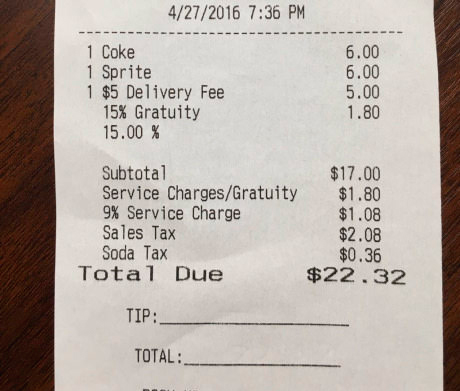 4/27/2016 7:36 PM
1 Coke 6.00
1 Sprite 6.00
1 $5 Delivery Fee 5.00
15% Gratuity 1.80
15.00 %
Subtotal $17.00
Service Charges/Gratuity $1.80
9% Service Charge $1.08
Sales Tax $2.08
Soda Tax $0.36
Total Due $22.32
TIP:
TOTAL: